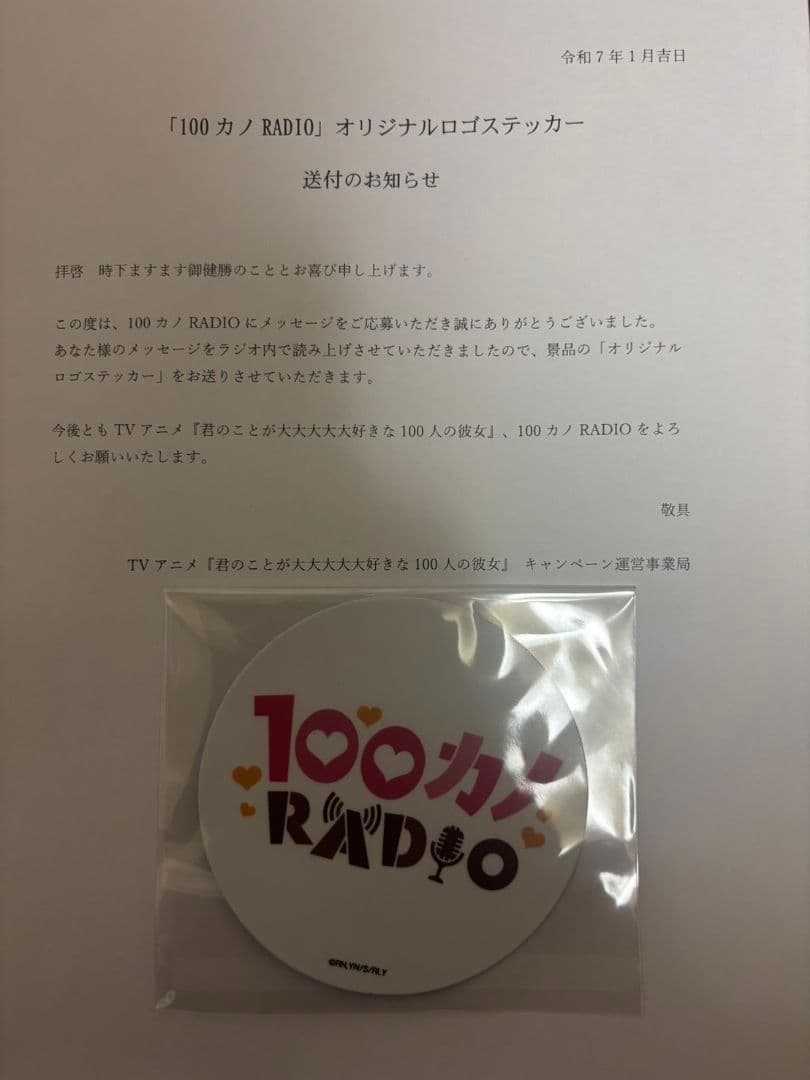 令和7年1月吉日
「100カノRADIO」オリジナルロゴステッカー
送付のお知らせ
拝啓　時下ますます御健勝のこととお喜び申し上げます。
この度は、100カノRADIOにメッセージをご応募いただき誠にありがとうございました。
あなた様のメッセージをラジオ内で読み上げさせていただきましたので、景品の「オリジナル
ロゴステッカー」をお送りさせていただきます。
今後ともTVアニメ『君のことが大大大大大好きな100人の彼女』、100カノRADIOをよろ
しくお願いいたします。
敬具
TVアニメ『君のことが大大大大大好きな100人の彼女』　キャンペーン運営事業局
100カノ
RADIO
©RN,YN/S/RLY